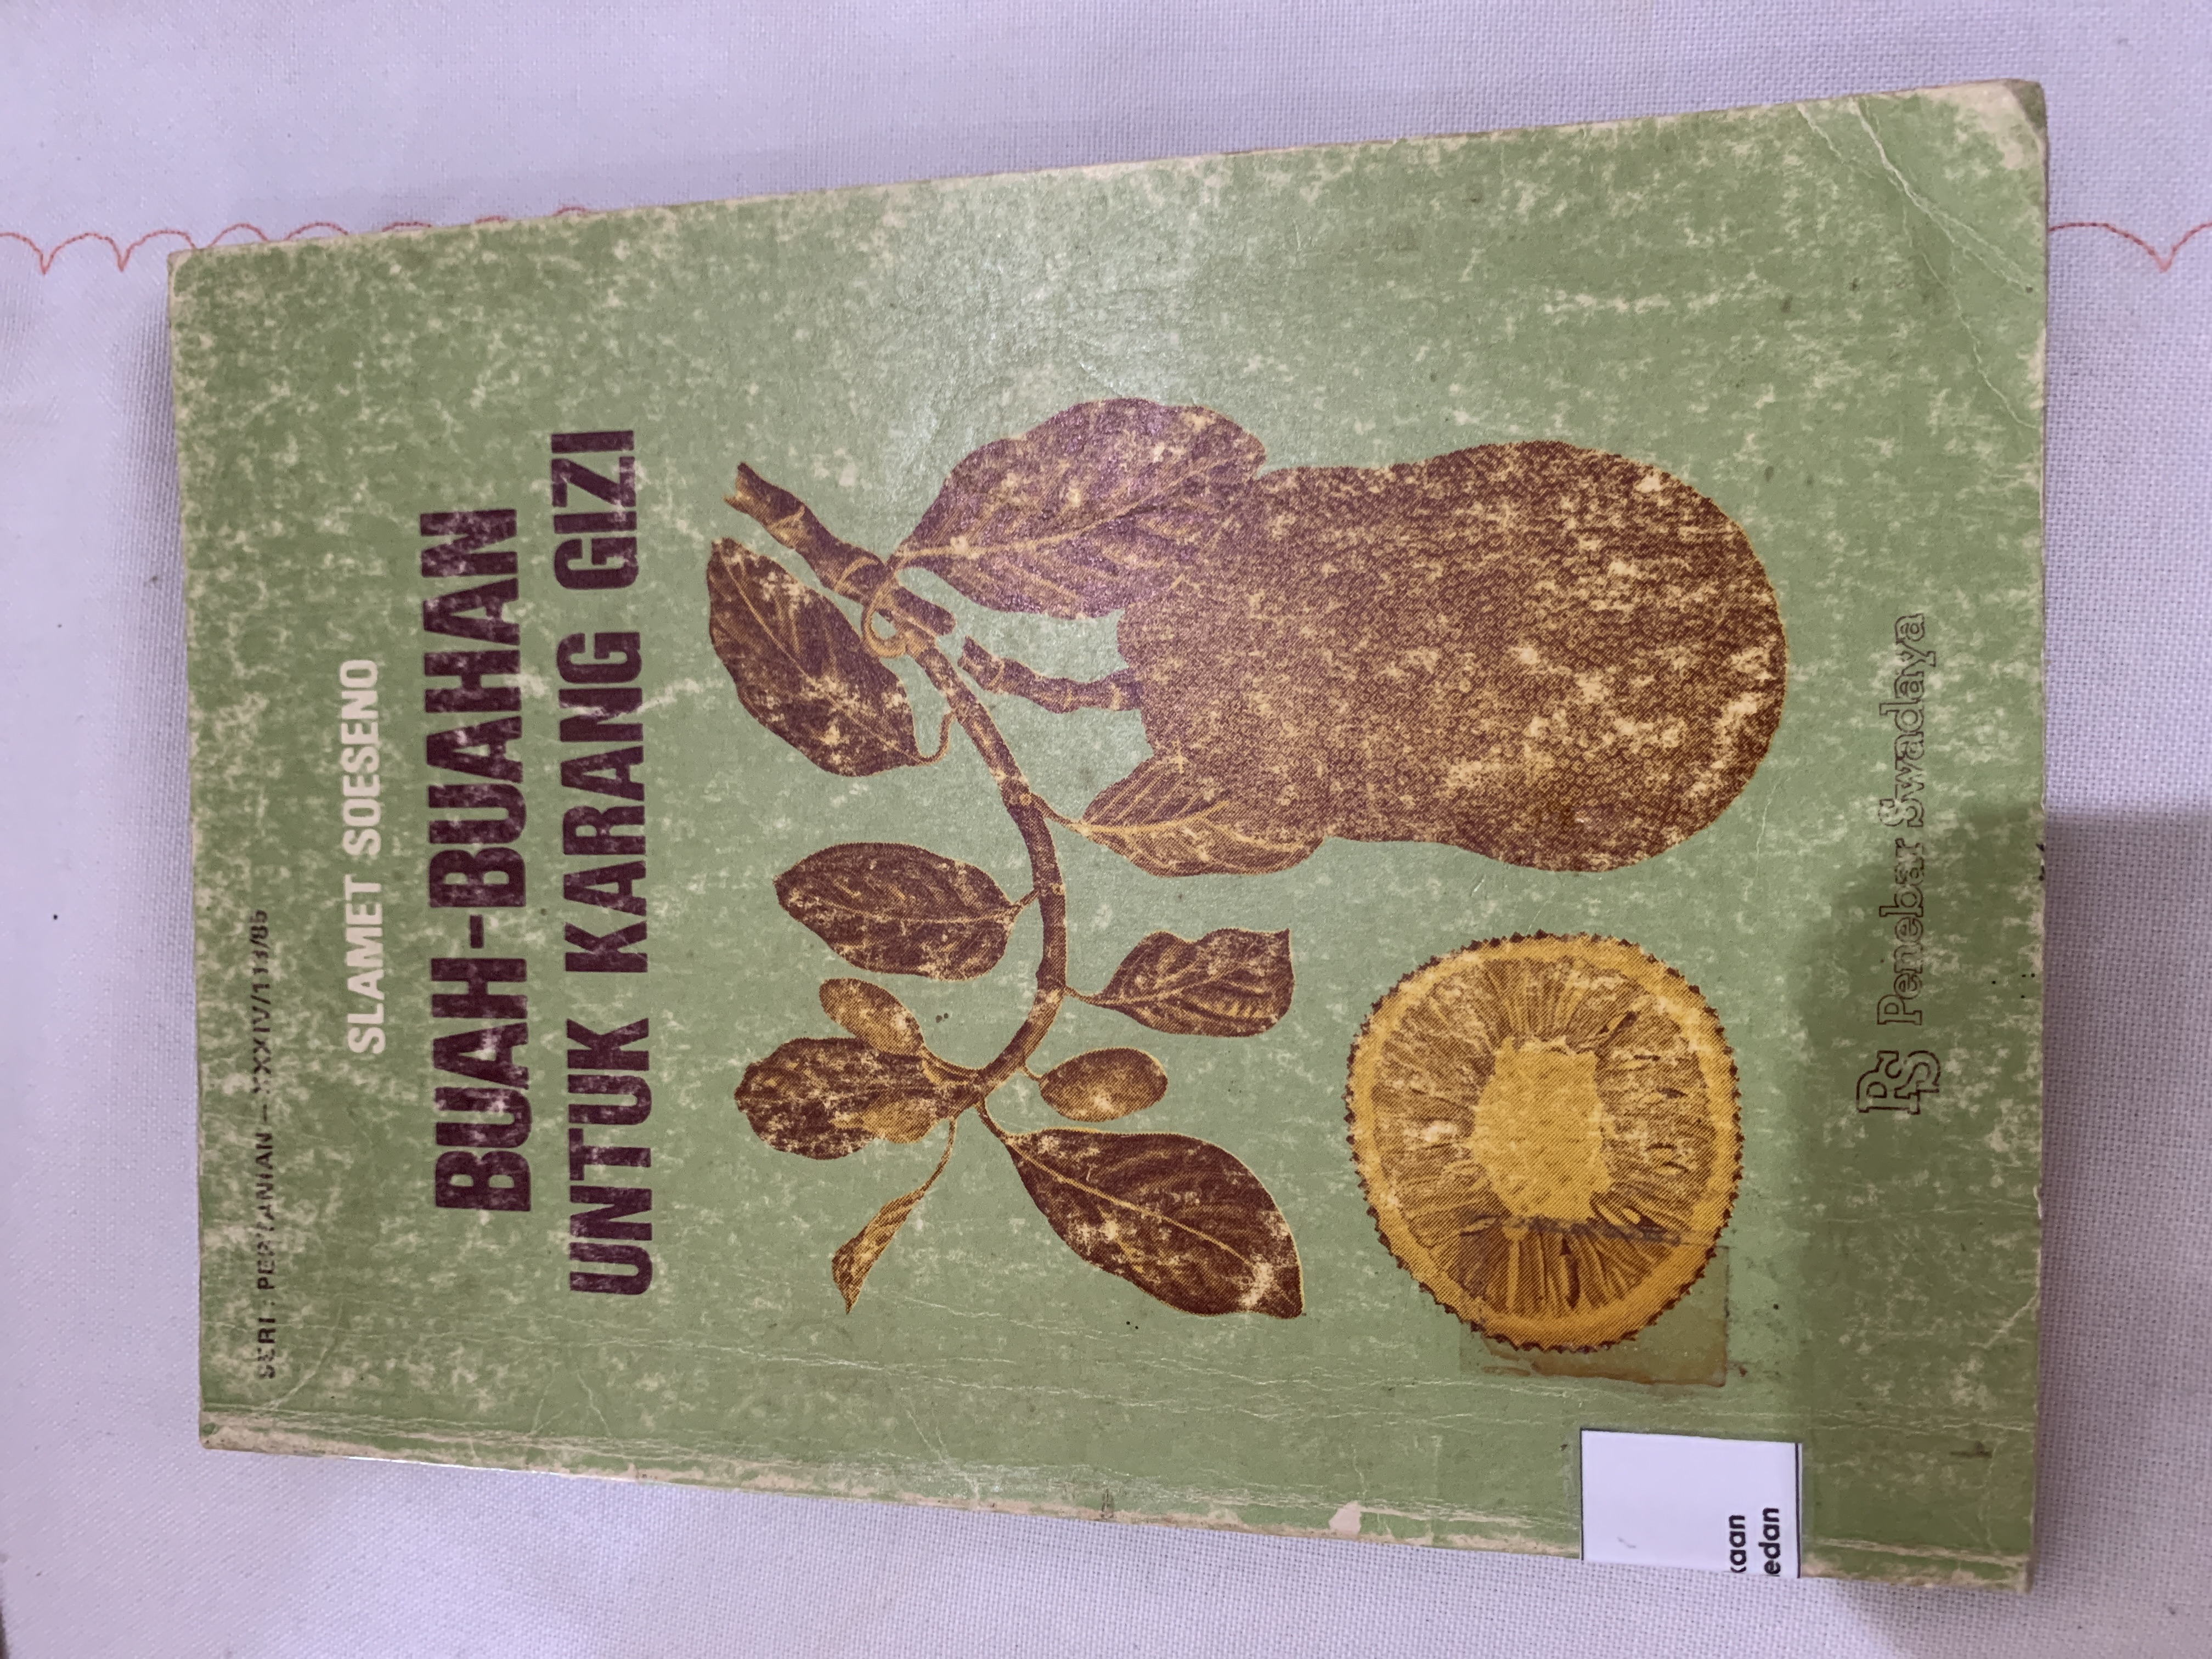 SERI : PERTANIAN – XXXIV/113/85
SLAMET SOESENO
BUAH-BUAHAN
UNTUK KARANG GIZI
PS Penebar Swadaya
kaan
edan